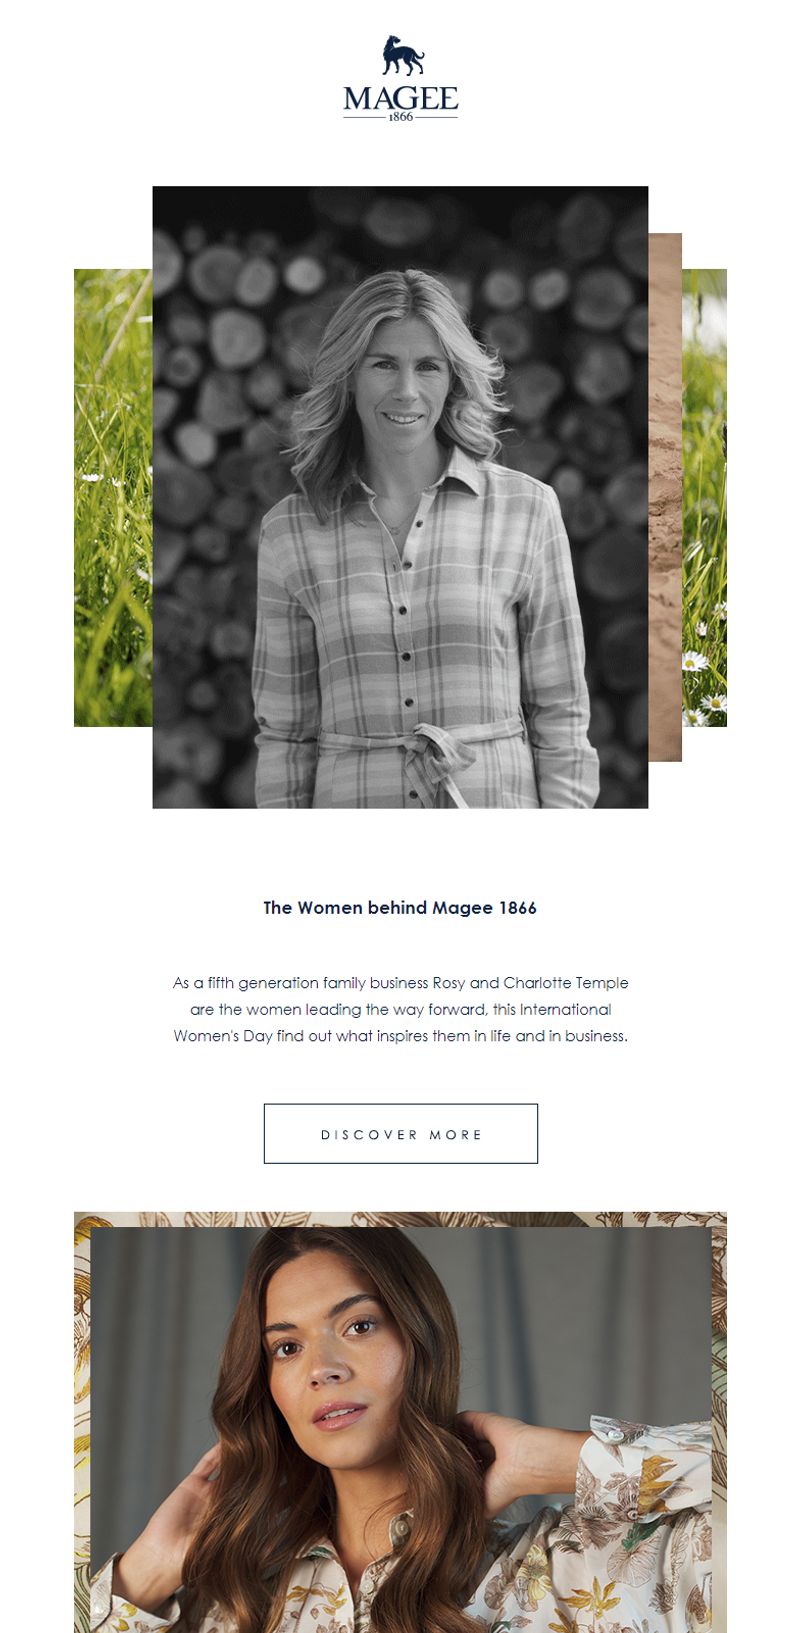 MAGEE
1866
The Women behind Magee 1866
As a fifth generation family business Rosy and Charlotte Temple
are the women leading the way forward, this International
Women's Day find out what inspires them in life and in business.
DISCOVER MORE